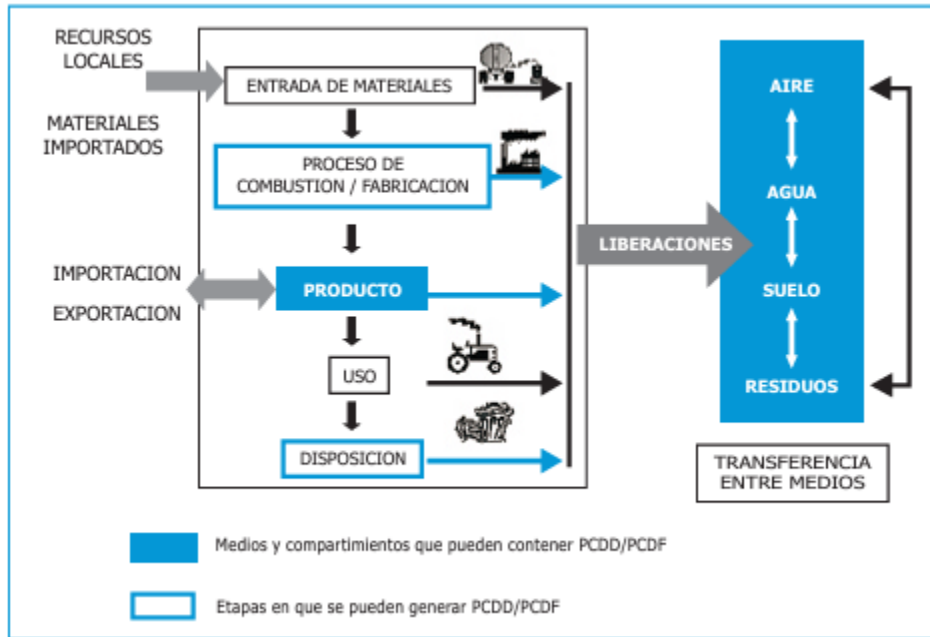 RECURSOS
LOCALES
MATERIALES
IMPORTADOS
IMPORTACION
EXPORTACION
ENTRADA DE MATERIALES
PROCESO DE
COMBUSTION / FABRICACION
PRODUCTO
USO
DISPOSICION
LIBERACIONES
AIRE
AGUA
SUELO
RESIDUOS
TRANSFERENCIA
ENTRE MEDIOS
Medios y compartimientos que pueden contener PCDD/PCDF
Etapas en que se pueden generar PCDD/PCDF